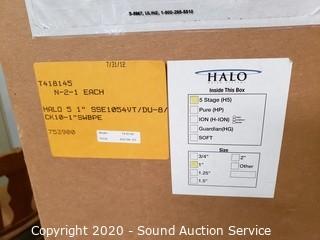 S-5667, ULINE, 1-800-295-5510
7/31/12
T418145
N-2-1 EACH
HALO 5 1" SSE1054VT/DU-8/
CK10-1"SWBPE
752900
HALO
Inside This Box
5 Stage (H5)
Pure (HP)
ION (H-ION)
Guardian(HG)
SOFT
Size
3/4"
2"
1"
Other
1.25"
1.5"
Copyright 2020 - Sound Auction Service